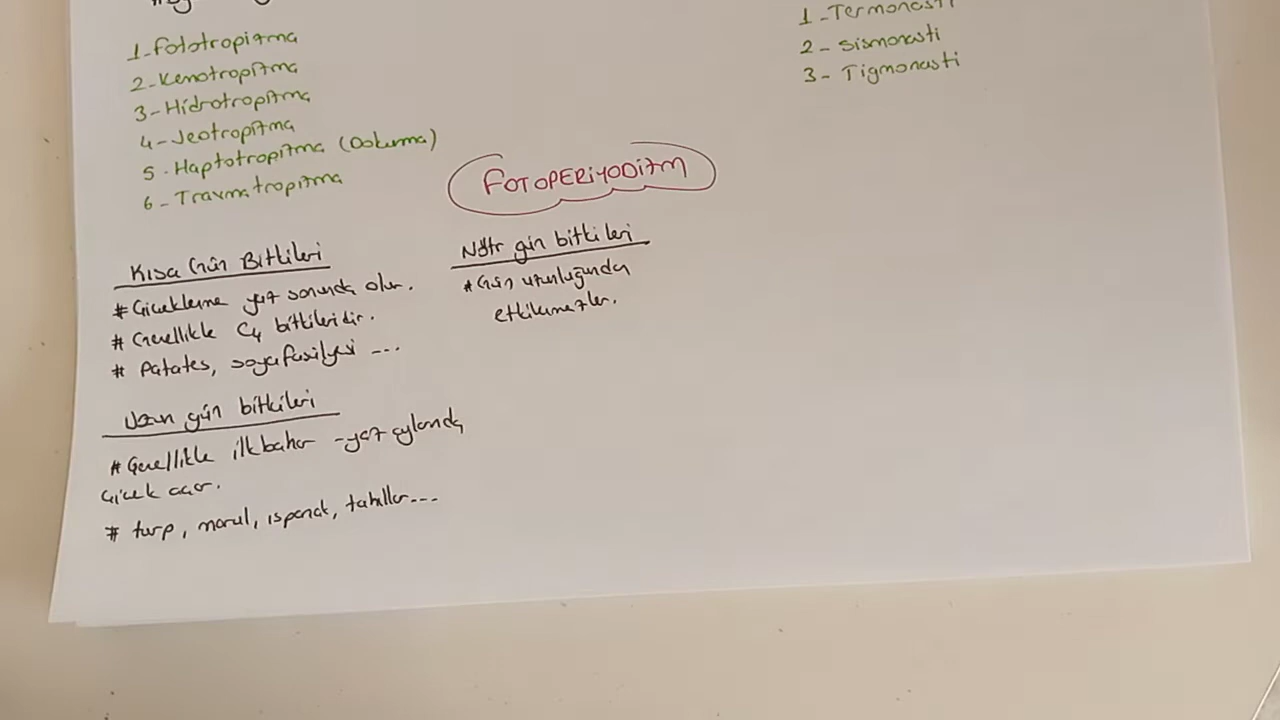 1-Fototropizma
2-Kemotropizma
3-Hidrotropizma
4-Jeotropizma
5-Haptotropizma (Dokuma)
6-Travmatropizma
1-Termonasti
2-Sismonasti
3-Tigmonasti
FOTOPERİYODİZM
Kısa Gün Bitkileri
# Çiçeklenme yaz sonunda olur.
# Genellikle C4 bitkileridir.
# Patates, soya fasilyesi ---
Nötr gün bitkileri
* Gün uzunluğundan
etkilenmezler.
Uzun gün bitkileri
# Genellikle ilkbahar -yaz aylarında
çiçek açar.
# turp, marul, ıspanak, tahıllar---